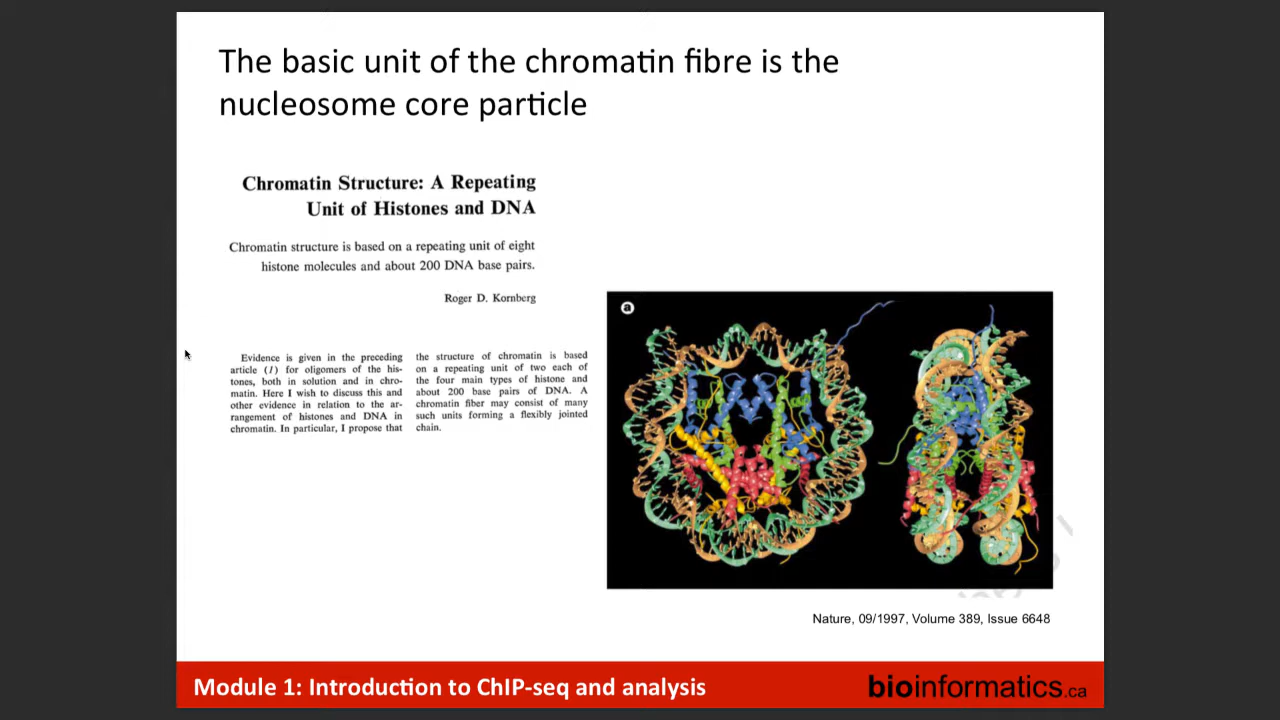 The basic unit of the chromatin fibre is the
nucleosome core particle
Chromatin Structure: A Repeating
Unit of Histones and DNA
Chromatin structure is based on a repeating unit of eight
histone molecules and about 200 DNA base pairs.
Roger D. Kornberg
Evidence is given in the preceding
article (1) for oligomers of the his-
tones, both in solution and in chro-
matin. Here I wish to discuss this and
other evidence in relation to the ar-
rangement of histones and DNA in
chromatin. In particular, I propose that
the structure of chromatin is based
on a repeating unit of two each of
the four main types of histone and
about 200 base pairs of DNA. A
chromatin fiber may consist of many
such units forming a flexibly jointed
chain.
a
Nature, 09/1997, Volume 389, Issue 6648
Module 1: Introduction to ChIP-seq and analysis
bioinformatics.ca